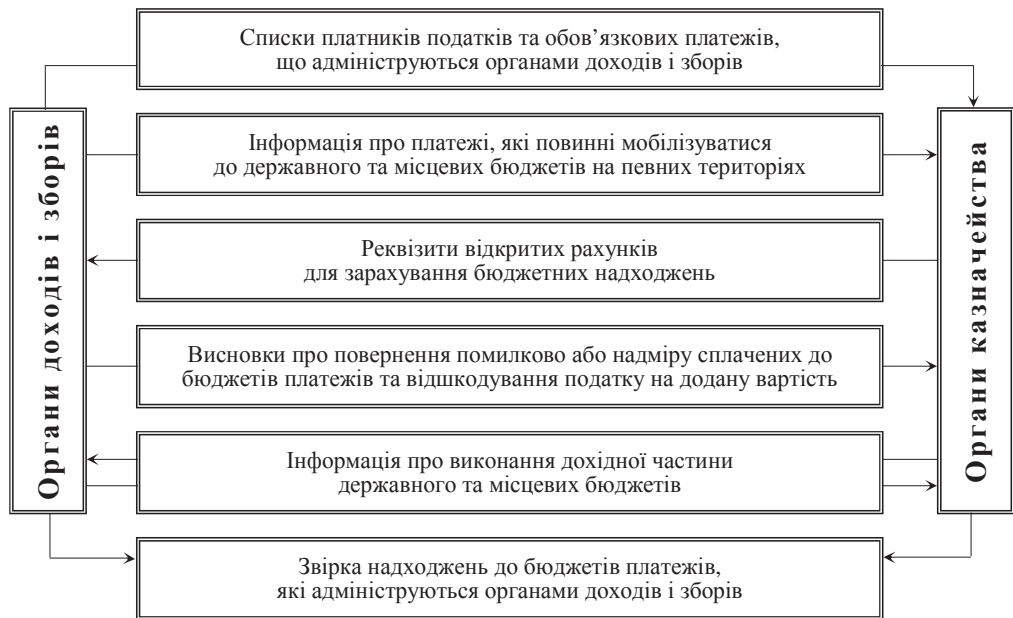 Списки платників податків та обов’язкових платежів,
що адмініструються органами доходів і зборів
Органи доходів і зборів
Органи казначейства
Інформація про платежі, які повинні мобілізуватися
до державного та місцевих бюджетів на певних територіях
Реквізити відкритих рахунків
для зарахування бюджетних надходжень
Висновки про повернення помилково або надміру сплачених до
бюджетів платежів та відшкодування податку на додану вартість
Інформація про виконання дохідної частини
державного та місцевих бюджетів
Звірка надходжень до бюджетів платежів,
які адмініструються органами доходів і зборів